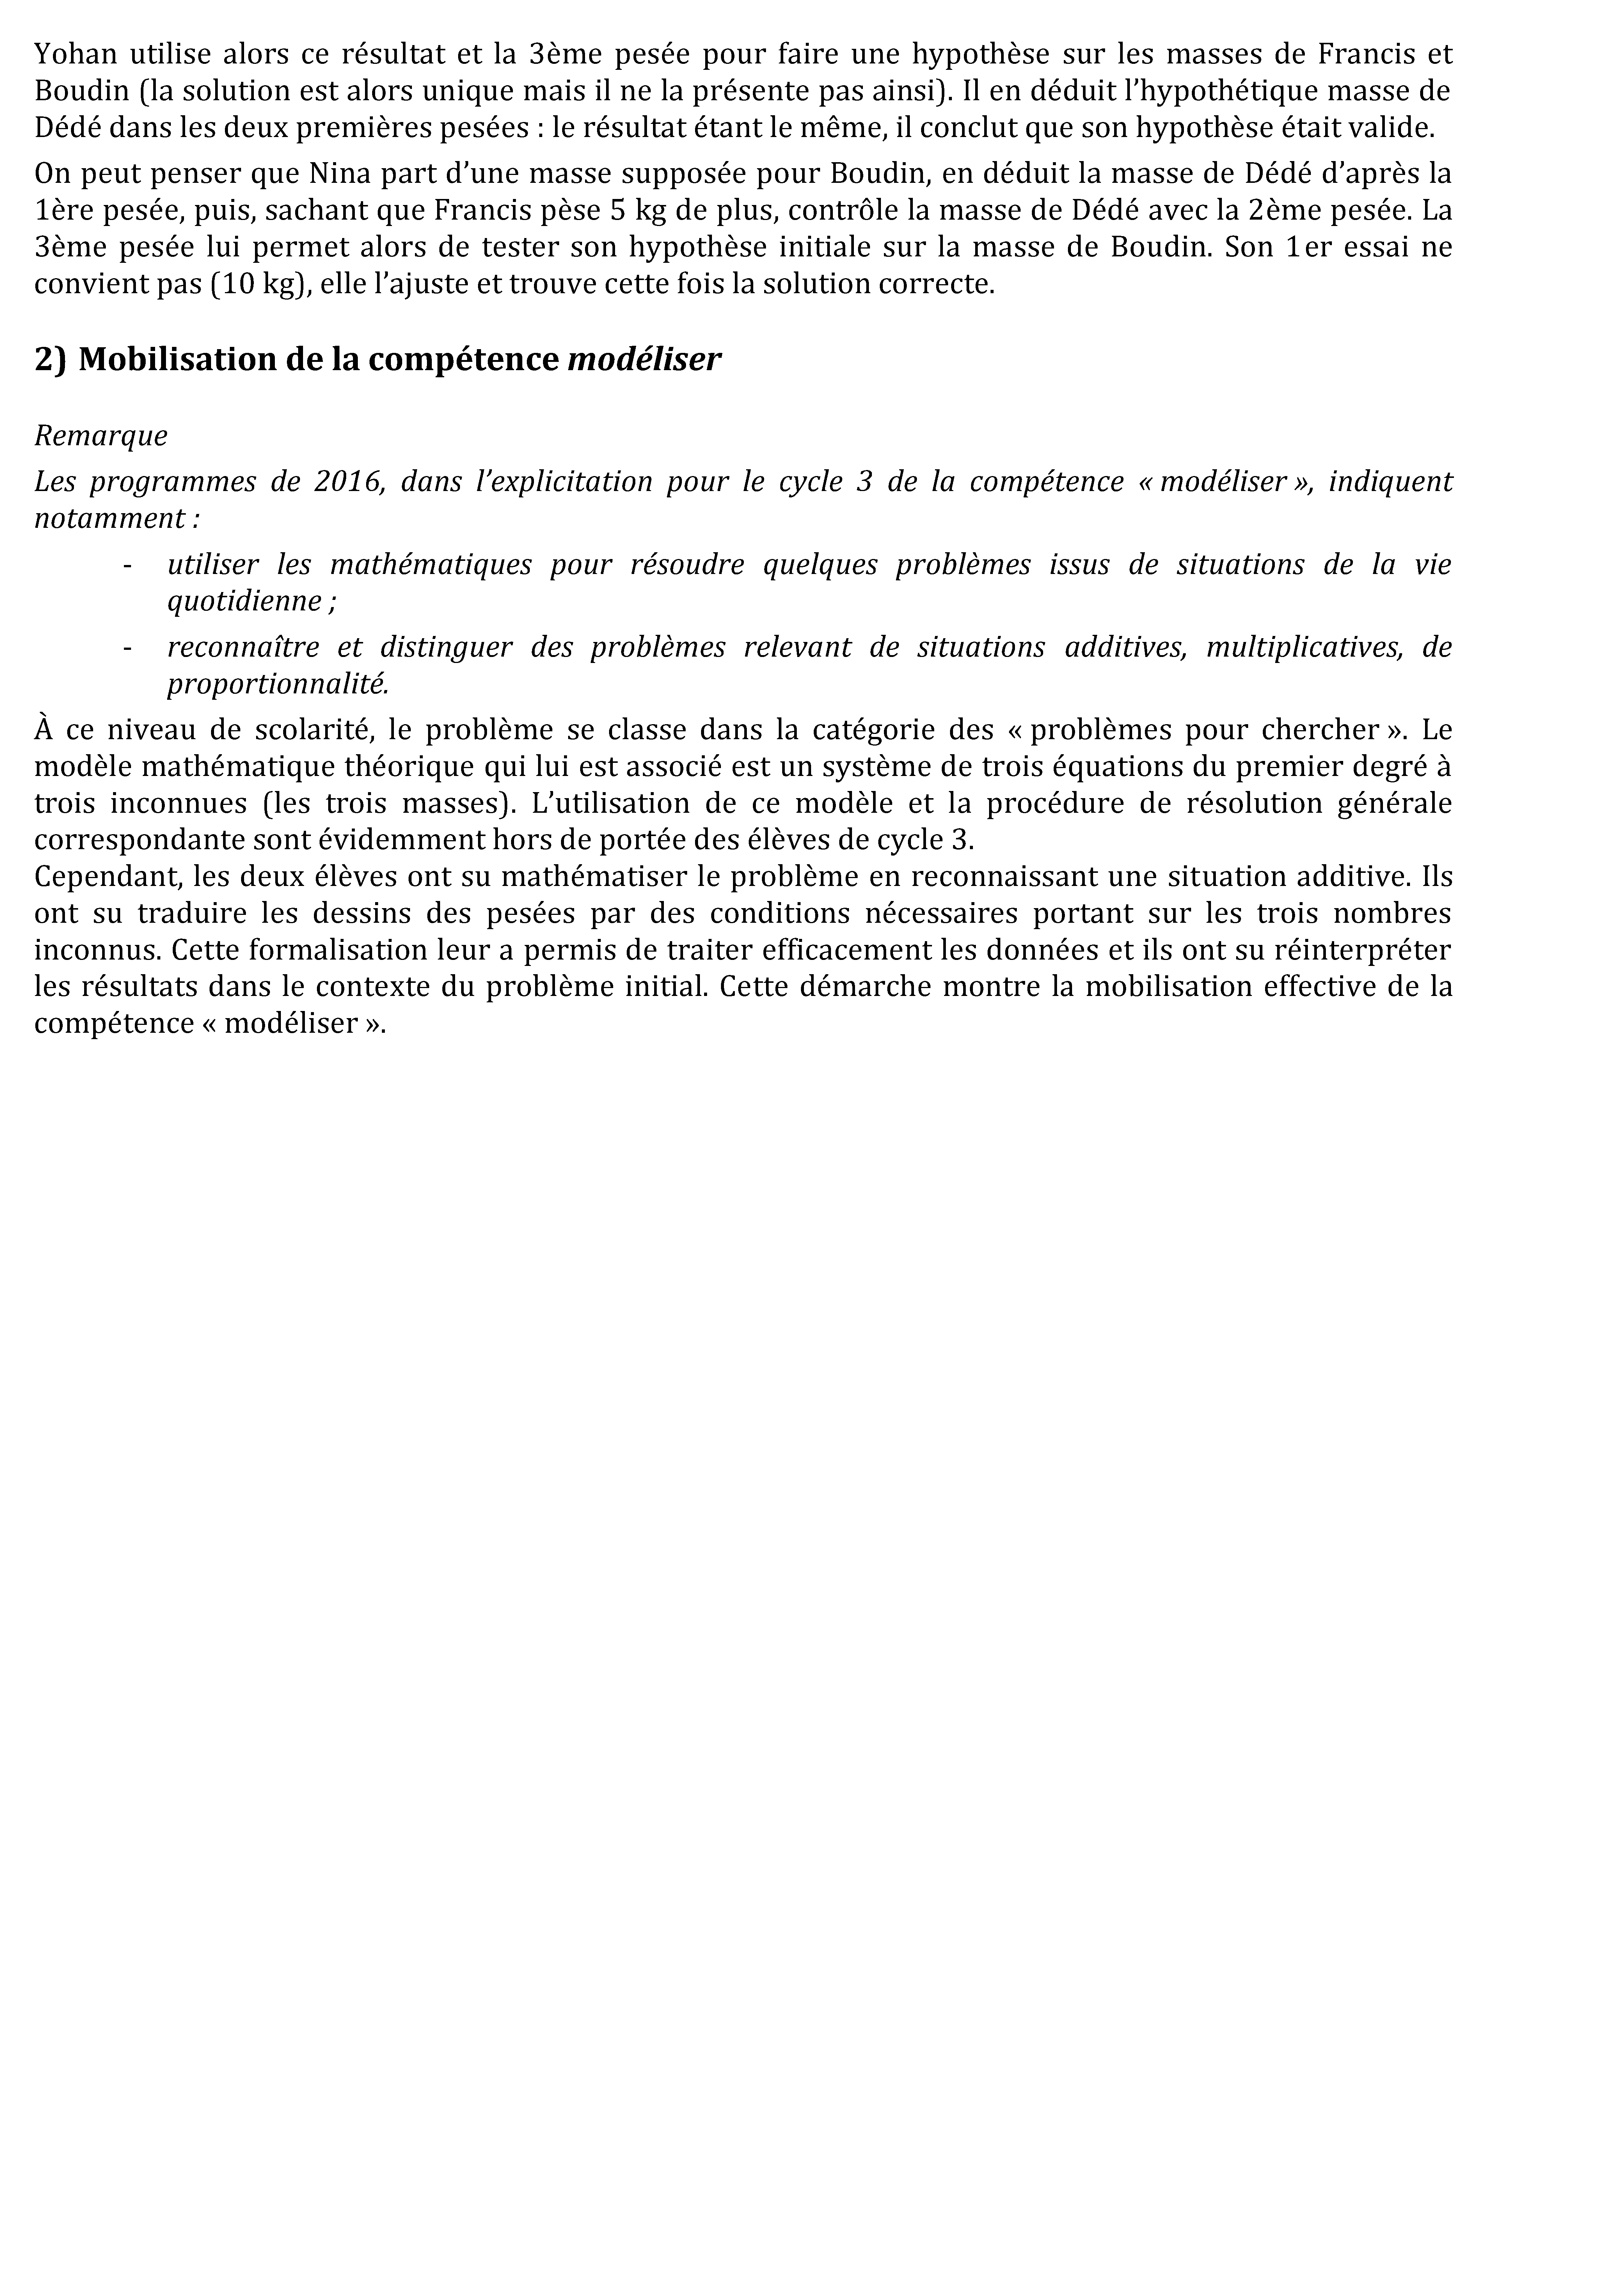 Yohan utilise alors ce résultat et la 3ème pesée pour faire une hypothèse sur les masses de Francis et
Boudin (la solution est alors unique mais il ne la présente pas ainsi). Il en déduit l’hypothétique masse de
Dédé dans les deux premières pesées : le résultat étant le même, il conclut que son hypothèse était valide.
On peut penser que Nina part d’une masse supposée pour Boudin, en déduit la masse de Dédé d’après la
1ère pesée, puis, sachant que Francis pèse 5 kg de plus, contrôle la masse de Dédé avec la 2ème pesée. La
3ème pesée lui permet alors de tester son hypothèse initiale sur la masse de Boudin. Son 1er essai ne
convient pas (10 kg), elle l’ajuste et trouve cette fois la solution correcte.
2) Mobilisation de la compétence modéliser
Remarque
Les programmes de 2016, dans l’explicitation pour le cycle 3 de la compétence « modéliser », indiquent
notamment :
- utiliser les mathématiques pour résoudre quelques problèmes issus de situations de la vie
quotidienne ;
- reconnaître et distinguer des problèmes relevant de situations additives, multiplicatives, de
proportionnalité.
À ce niveau de scolarité, le problème se classe dans la catégorie des « problèmes pour chercher ». Le
modèle mathématique théorique qui lui est associé est un système de trois équations du premier degré à
trois inconnues (les trois masses). L’utilisation de ce modèle et la procédure de résolution générale
correspondante sont évidemment hors de portée des élèves de cycle 3.
Cependant, les deux élèves ont su mathématiser le problème en reconnaissant une situation additive. Ils
ont su traduire les dessins des pesées par des conditions nécessaires portant sur les trois nombres
inconnus. Cette formalisation leur a permis de traiter efficacement les données et ils ont su réinterpréter
les résultats dans le contexte du problème initial. Cette démarche montre la mobilisation effective de la
compétence « modéliser ».